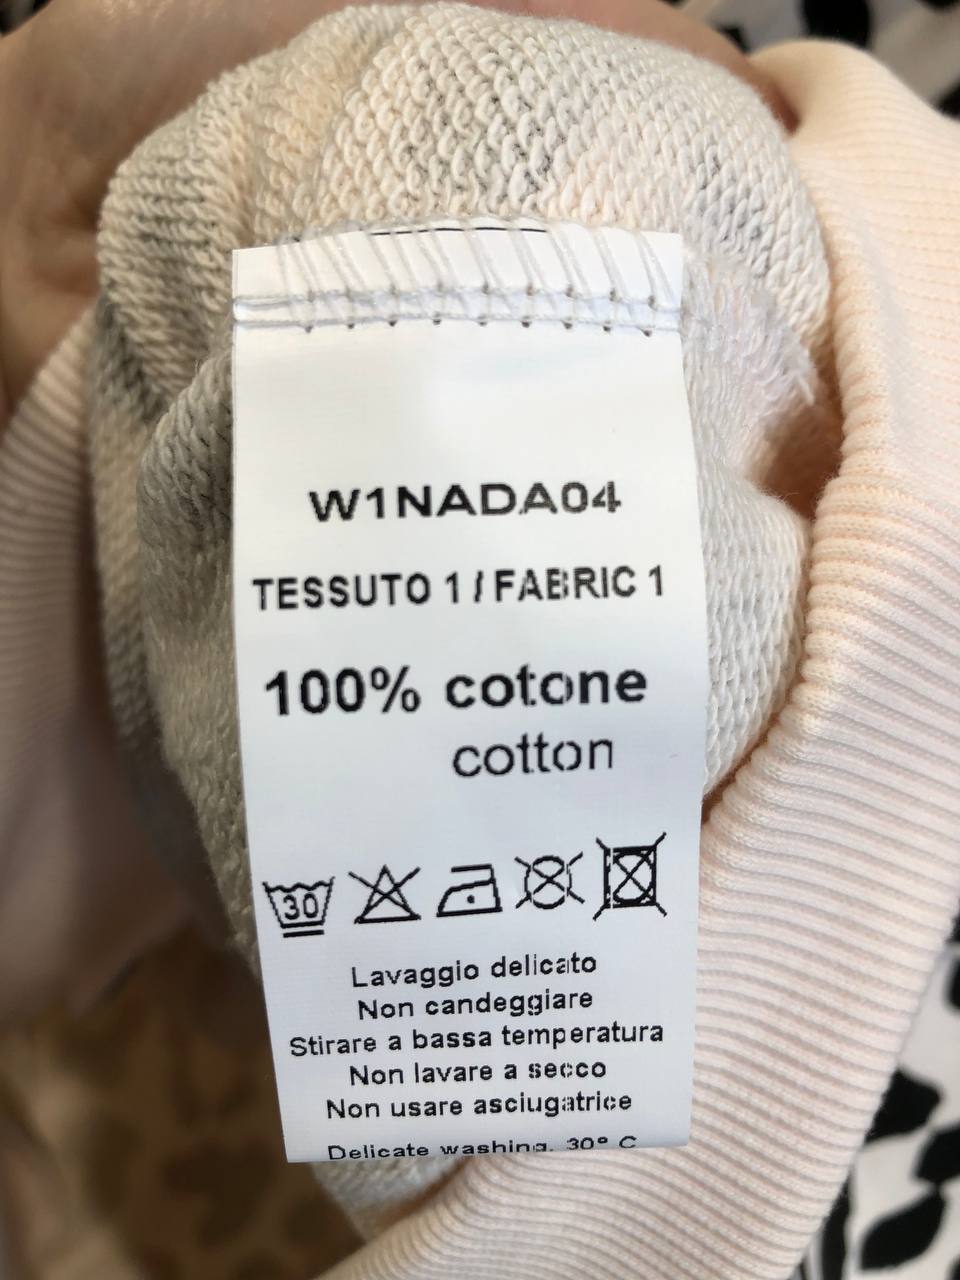 W1NADA04
TESSUTO 1 / FABRIC 1
100% cotone
cotton
30
Lavaggio delicato
Non candeggiare
Stirare a bassa temperatura
Non lavare a secco
Non usare asciugatrice
Delicate washing. 30° C